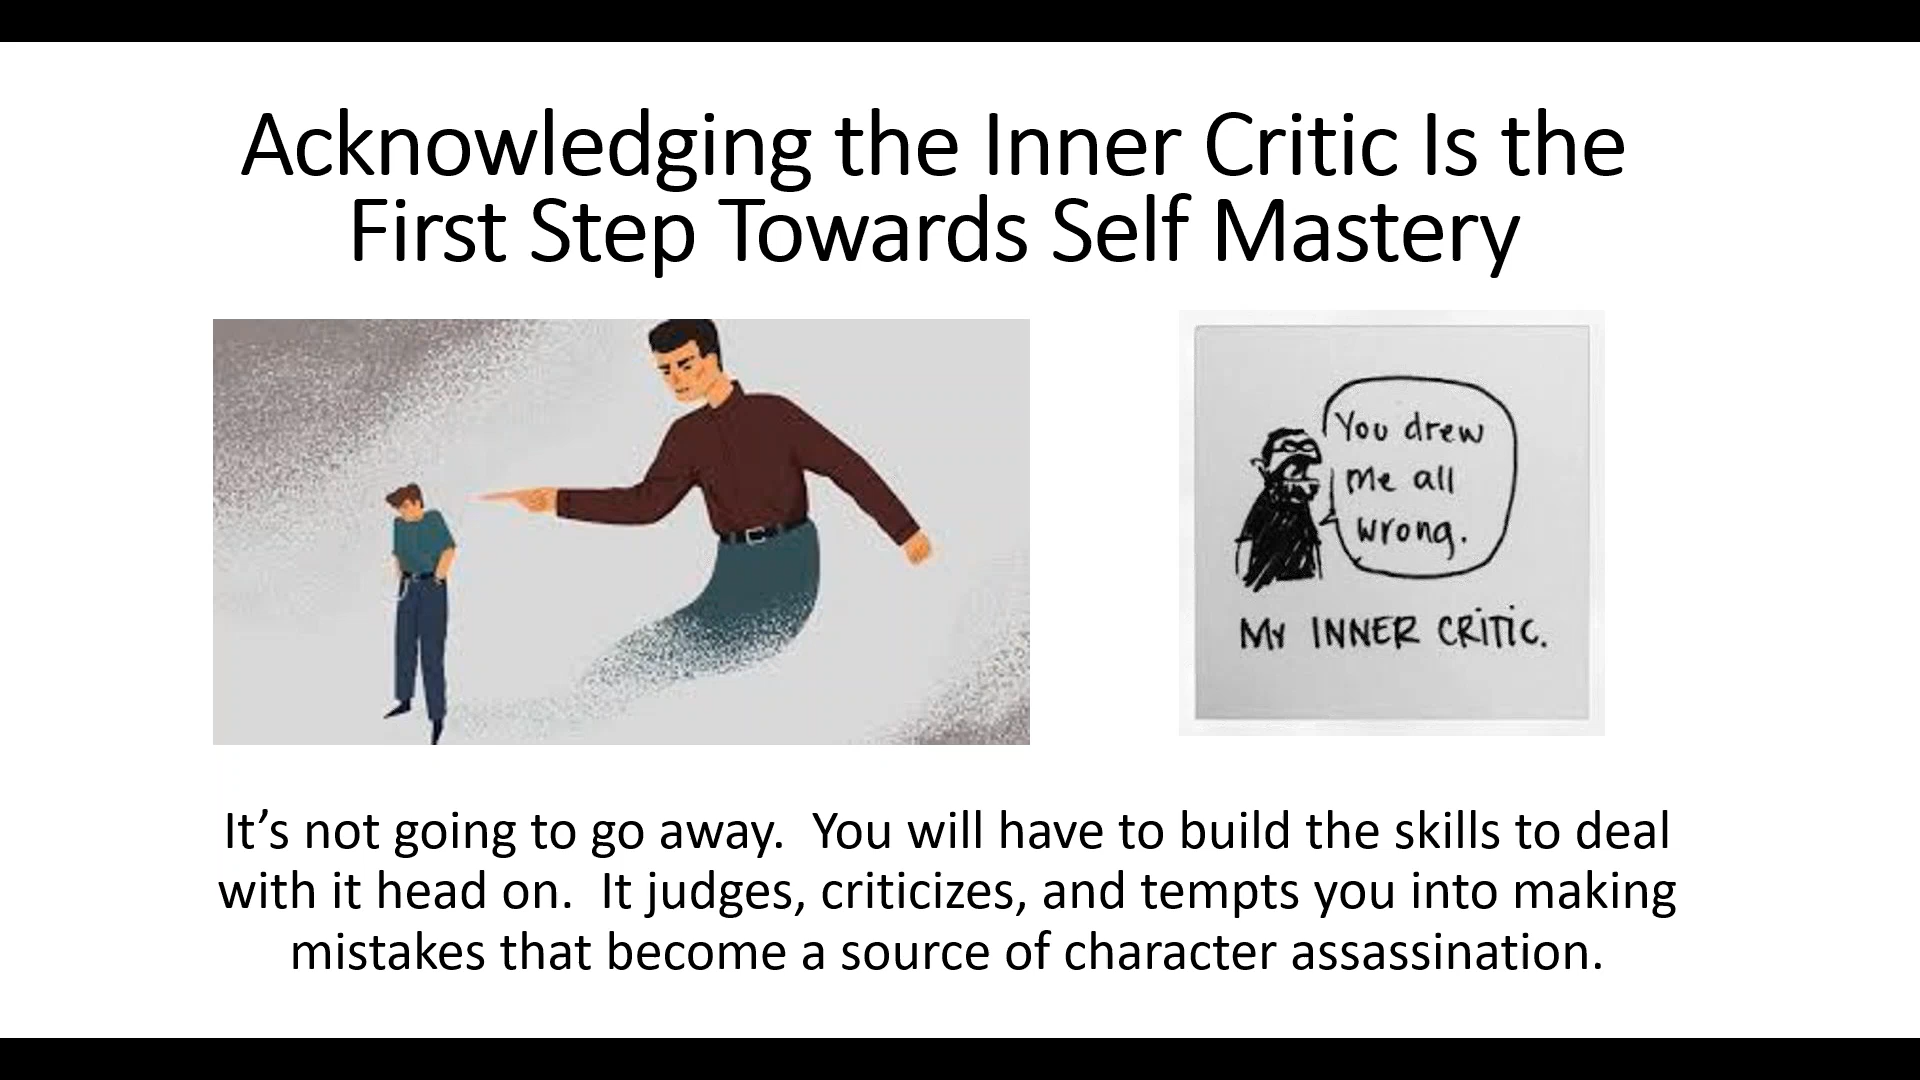 Acknowledging the Inner Critic Is the
First Step Towards Self Mastery
You drew
me all
wrong.
MY INNER CRITIC.
It’s not going to go away.  You will have to build the skills to deal
with it head on.  It judges, criticizes, and tempts you into making
mistakes that become a source of character assassination.